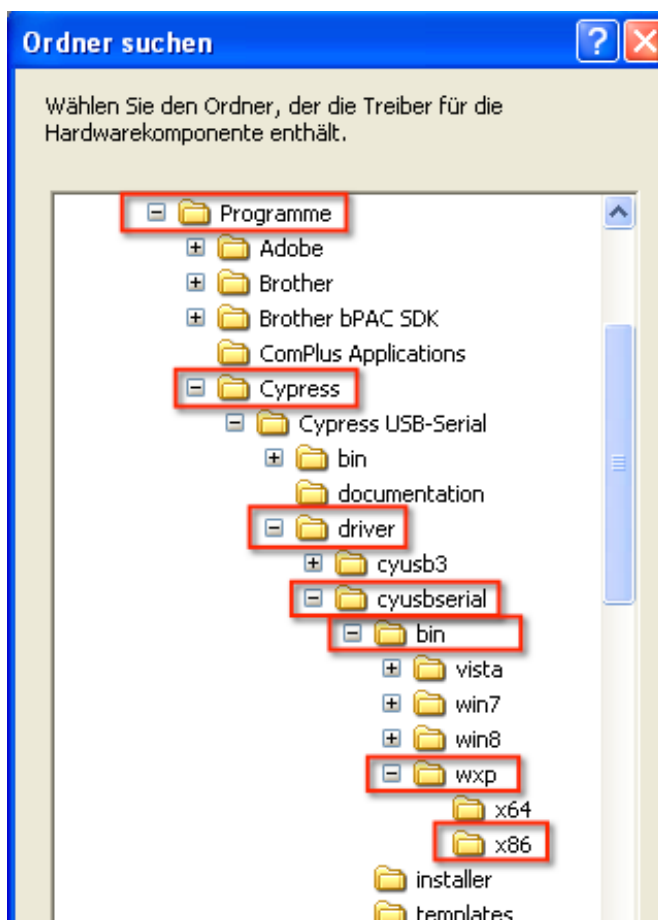 Ordner suchen
Wählen Sie den Ordner, der die Treiber für die
Hardwarekomponente enthält.
Programme
Adobe
Brother
Brother bPAC SDK
ComPlus Applications
Cypress
Cypress USB-Serial
bin
documentation
driver
cyusb3
cyusbserial
bin
vista
win7
win8
wxp
x64
x86
installer
templates